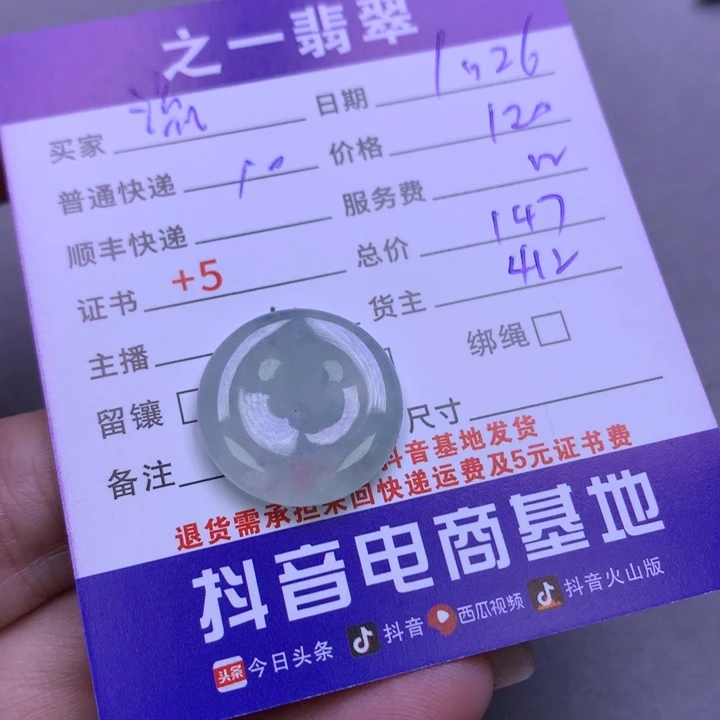 之一翡翠
买家 流 日期 1 26
普通快递 10 价格 120
顺丰快递 服务费
证书 +5 总价 147
主播 货主 412
留镶 绑绳
备注 尺寸
抖音基地发货
退货需承担来回快递运费及5元证书费
抖音电商基地
头条 今日头条 抖音 西瓜视频 抖音火山版